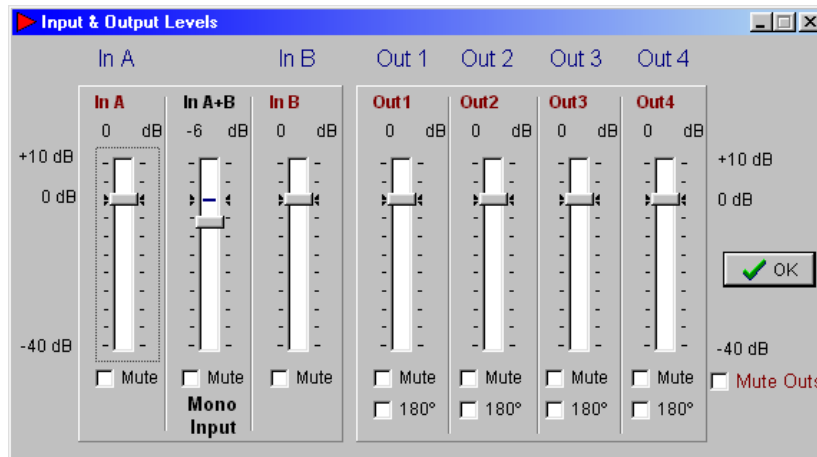 Input & Output Levels
In A In B Out 1 Out 2 Out 3 Out 4
In A In A+B In B Out1 Out2 Out3 Out4
0 dB -6 dB 0 dB 0 dB 0 dB 0 dB 0 dB
+10 dB +10 dB
0 dB 0 dB
OK
-40 dB -40 dB
Mute Mute Mute Mute Mute Mute Mute Mute Outs
Mono 180° 180° 180° 180°
Input